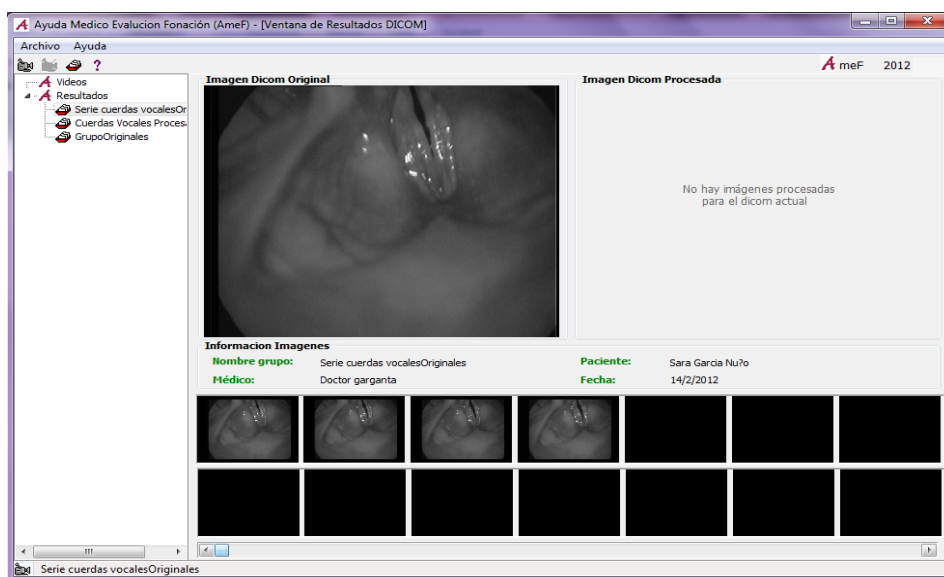 Ayuda Medico Evalucion Fonación (AmeF) - [Ventana de Resultados DICOM]
Archivo Ayuda
? A meF 2012
Videos
Resultados
Serie cuerdas vocalesOr
Cuerdas Vocales Proces
GrupoOriginales
Imagen Dicom Original
Imagen Dicom Procesada
No hay imágenes procesadas
para el dicom actual
Informacion Imagenes
Nombre grupo: Serie cuerdas vocalesOriginales Paciente: Sara Garcia Nu?o
Médico: Doctor garganta Fecha: 14/2/2012
Serie cuerdas vocalesOriginales